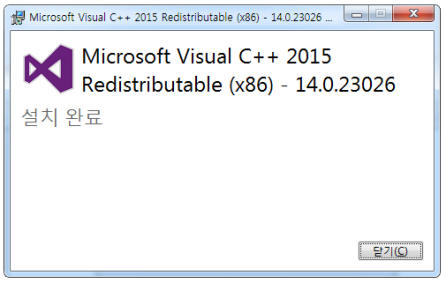 Microsoft Visual C++ 2015 Redistributable (x86) - 14.0.23026 ...
Microsoft Visual C++ 2015
Redistributable (x86) - 14.0.23026
설치 완료
닫기(C)